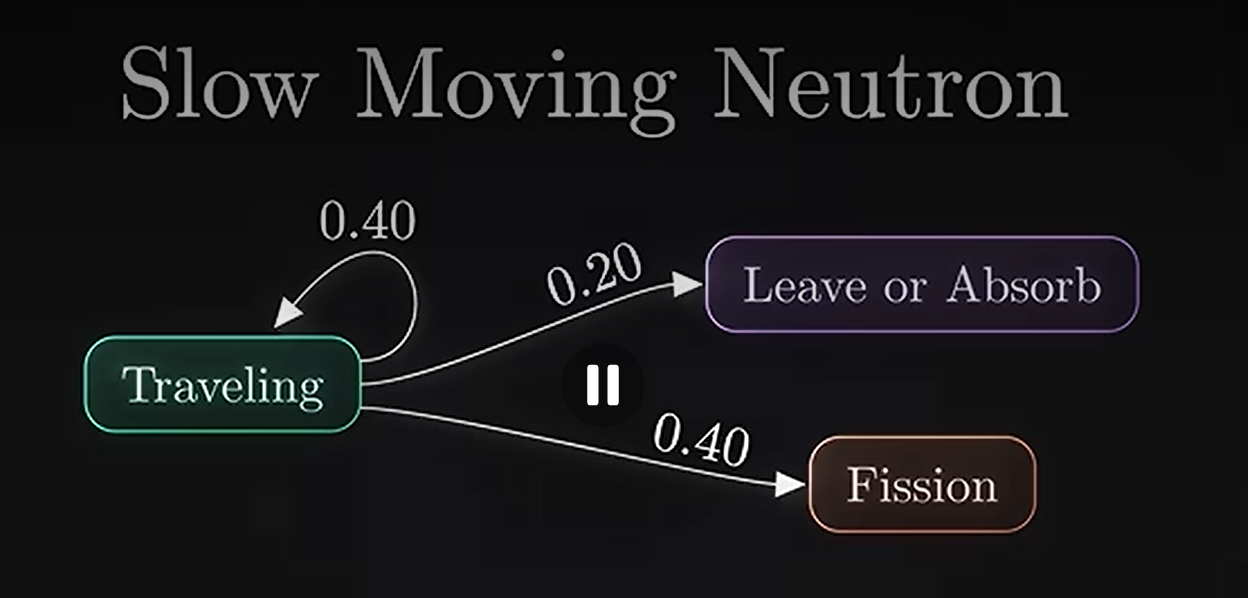 Slow Moving Neutron
0.40
0.20
Leave or Absorb
Traveling
0.40
Fission